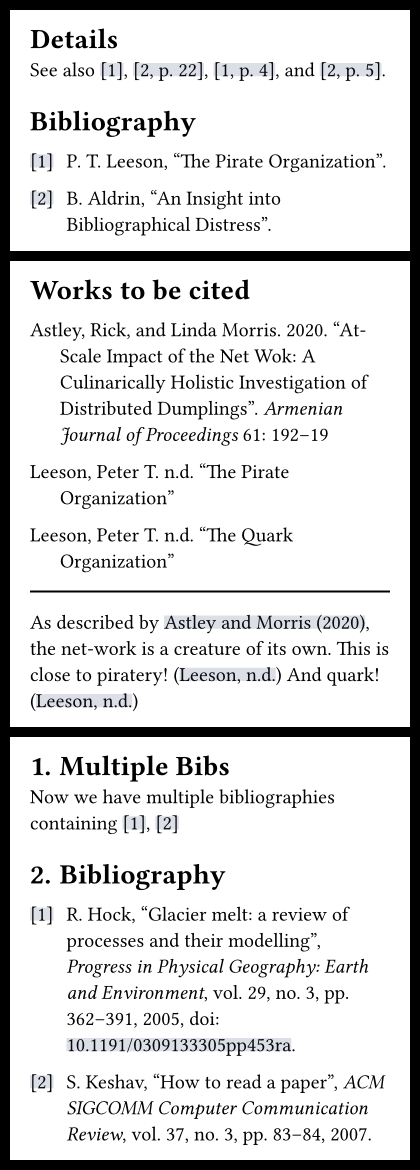 Details
See also [1], [2, p. 22], [1, p. 4], and [2, p. 5].
Bibliography
[1] P. T. Leeson, “The Pirate Organization”.
[2] B. Aldrin, “An Insight into
Bibliographical Distress”.
Works to be cited
Astley, Rick, and Linda Morris. 2020. “At-
Scale Impact of the Net Wok: A
Culinarically Holistic Investigation of
Distributed Dumplings”. Armenian
Journal of Proceedings 61: 192–19
Leeson, Peter T. n.d. “The Pirate
Organization”
Leeson, Peter T. n.d. “The Quark
Organization”
As described by Astley and Morris (2020),
the net-work is a creature of its own. This is
close to piratery! (Leeson, n.d.) And quark!
(Leeson, n.d.)
1. Multiple Bibs
Now we have multiple bibliographies
containing [1], [2]
2. Bibliography
[1] R. Hock, “Glacier melt: a review of
processes and their modelling”,
Progress in Physical Geography: Earth
and Environment, vol. 29, no. 3, pp.
362–391, 2005, doi:
10.1191/0309133305pp453ra.
[2] S. Keshav, “How to read a paper”, ACM
SIGCOMM Computer Communication
Review, vol. 37, no. 3, pp. 83–84, 2007.